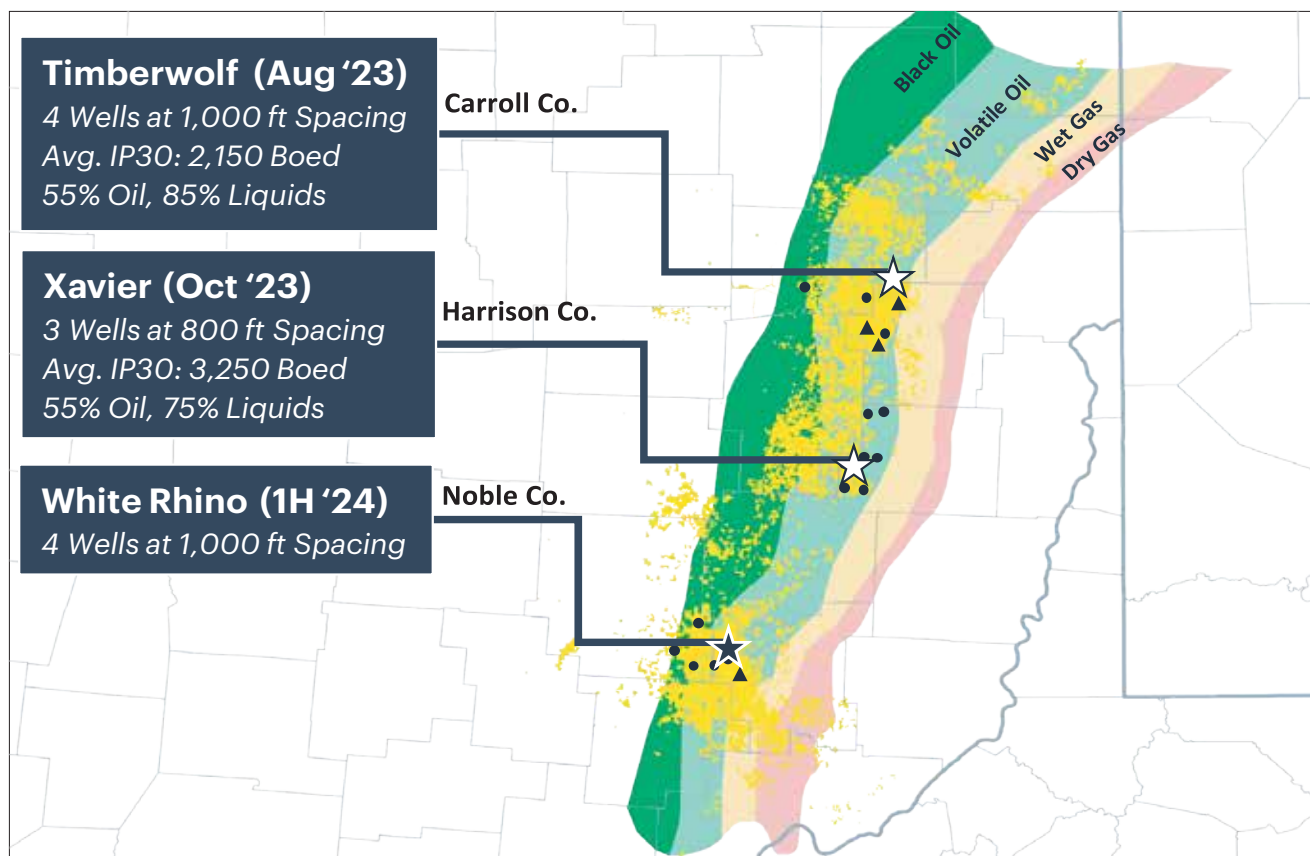 Timberwolf (Aug ‘23)
4 Wells at 1,000 ft Spacing
Avg. IP30: 2,150 Boed
55% Oil, 85% Liquids
Carroll Co.
Xavier (Oct ‘23)
3 Wells at 800 ft Spacing
Avg. IP30: 3,250 Boed
55% Oil, 75% Liquids
Harrison Co.
White Rhino (1H ‘24)
4 Wells at 1,000 ft Spacing
Noble Co.
Black Oil
Volatile Oil
Wet Gas
Dry Gas